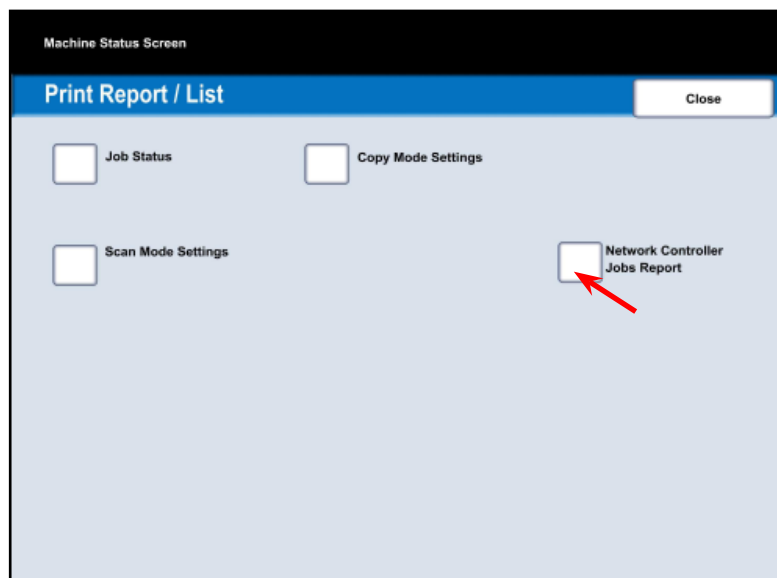 Machine Status Screen
Print Report / List
Close
Job Status
Copy Mode Settings
Scan Mode Settings
Network Controller
Jobs Report